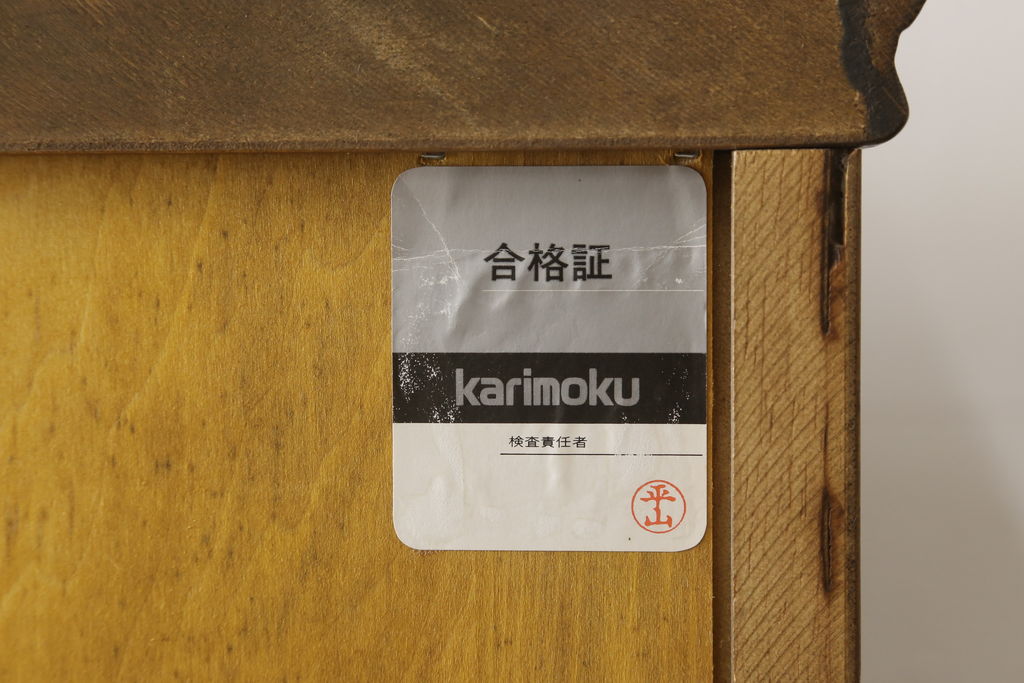 合格証
karimoku
検査責任者
平山